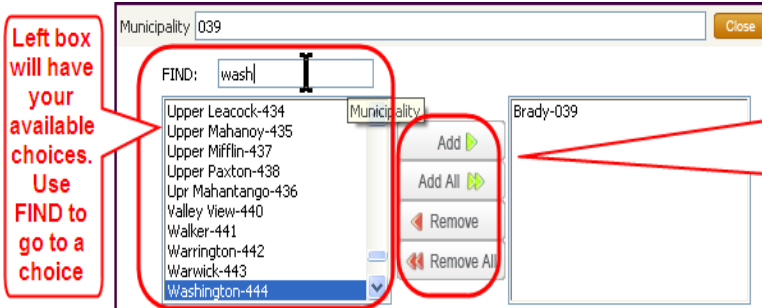 Municipality 039
Close
Left box
will have
your
available
choices.
Use
FIND to
go to a
choice
FIND: wash
Municipality
Upper Leacock-434
Upper Mahanoy-435
Upper Mifflin-437
Upper Paxton-438
Upr Mahantango-436
Valley View-440
Walker-441
Warrington-442
Warwick-443
Washington-444
Add
Add All
Remove
Remove All
Brady-039